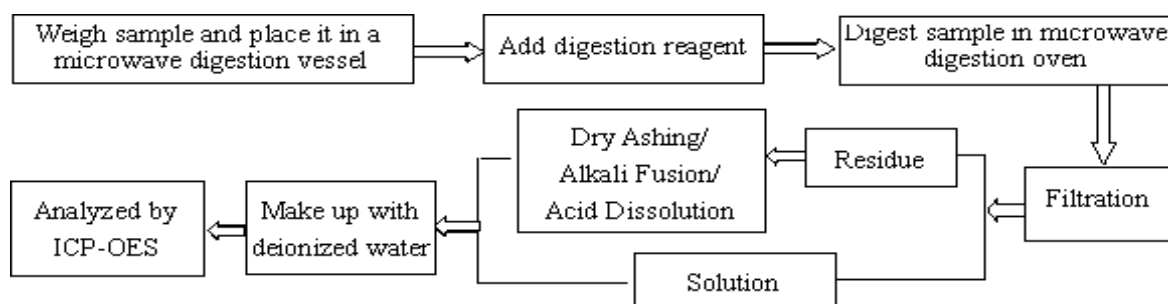 Weigh sample and place it in a
microwave digestion vessel
Add digestion reagent
Digest sample in microwave
digestion oven
Filtration
Residue
Dry Ashing/
Alkali Fusion/
Acid Dissolution
Solution
Make up with
deionized water
Analyzed by
ICP-OES